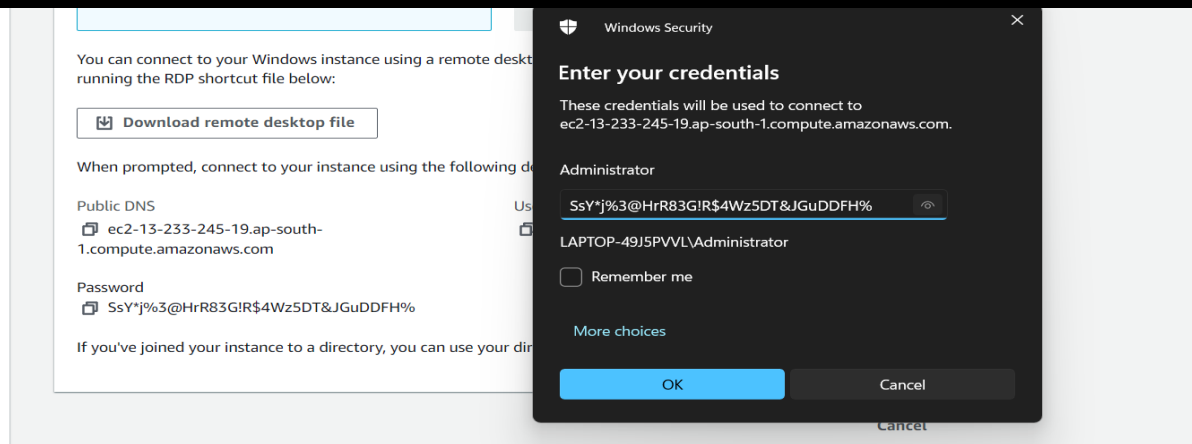 You can connect to your Windows instance using a remote deskt
running the RDP shortcut file below:
Download remote desktop file
When prompted, connect to your instance using the following de
Public DNS
Us
ec2-13-233-245-19.ap-south-
1.compute.amazonaws.com
Password
SsY*j%3@HrR83G!R$4Wz5DT&JGuDDFH%
If you've joined your instance to a directory, you can use your dir
Cancel
Windows Security
Enter your credentials
These credentials will be used to connect to
ec2-13-233-245-19.ap-south-1.compute.amazonaws.com.
Administrator
SsY*j%3@HrR83G!R$4Wz5DT&JGuDDFH%
LAPTOP-49J5PVVL\Administrator
Remember me
More choices
OK
Cancel